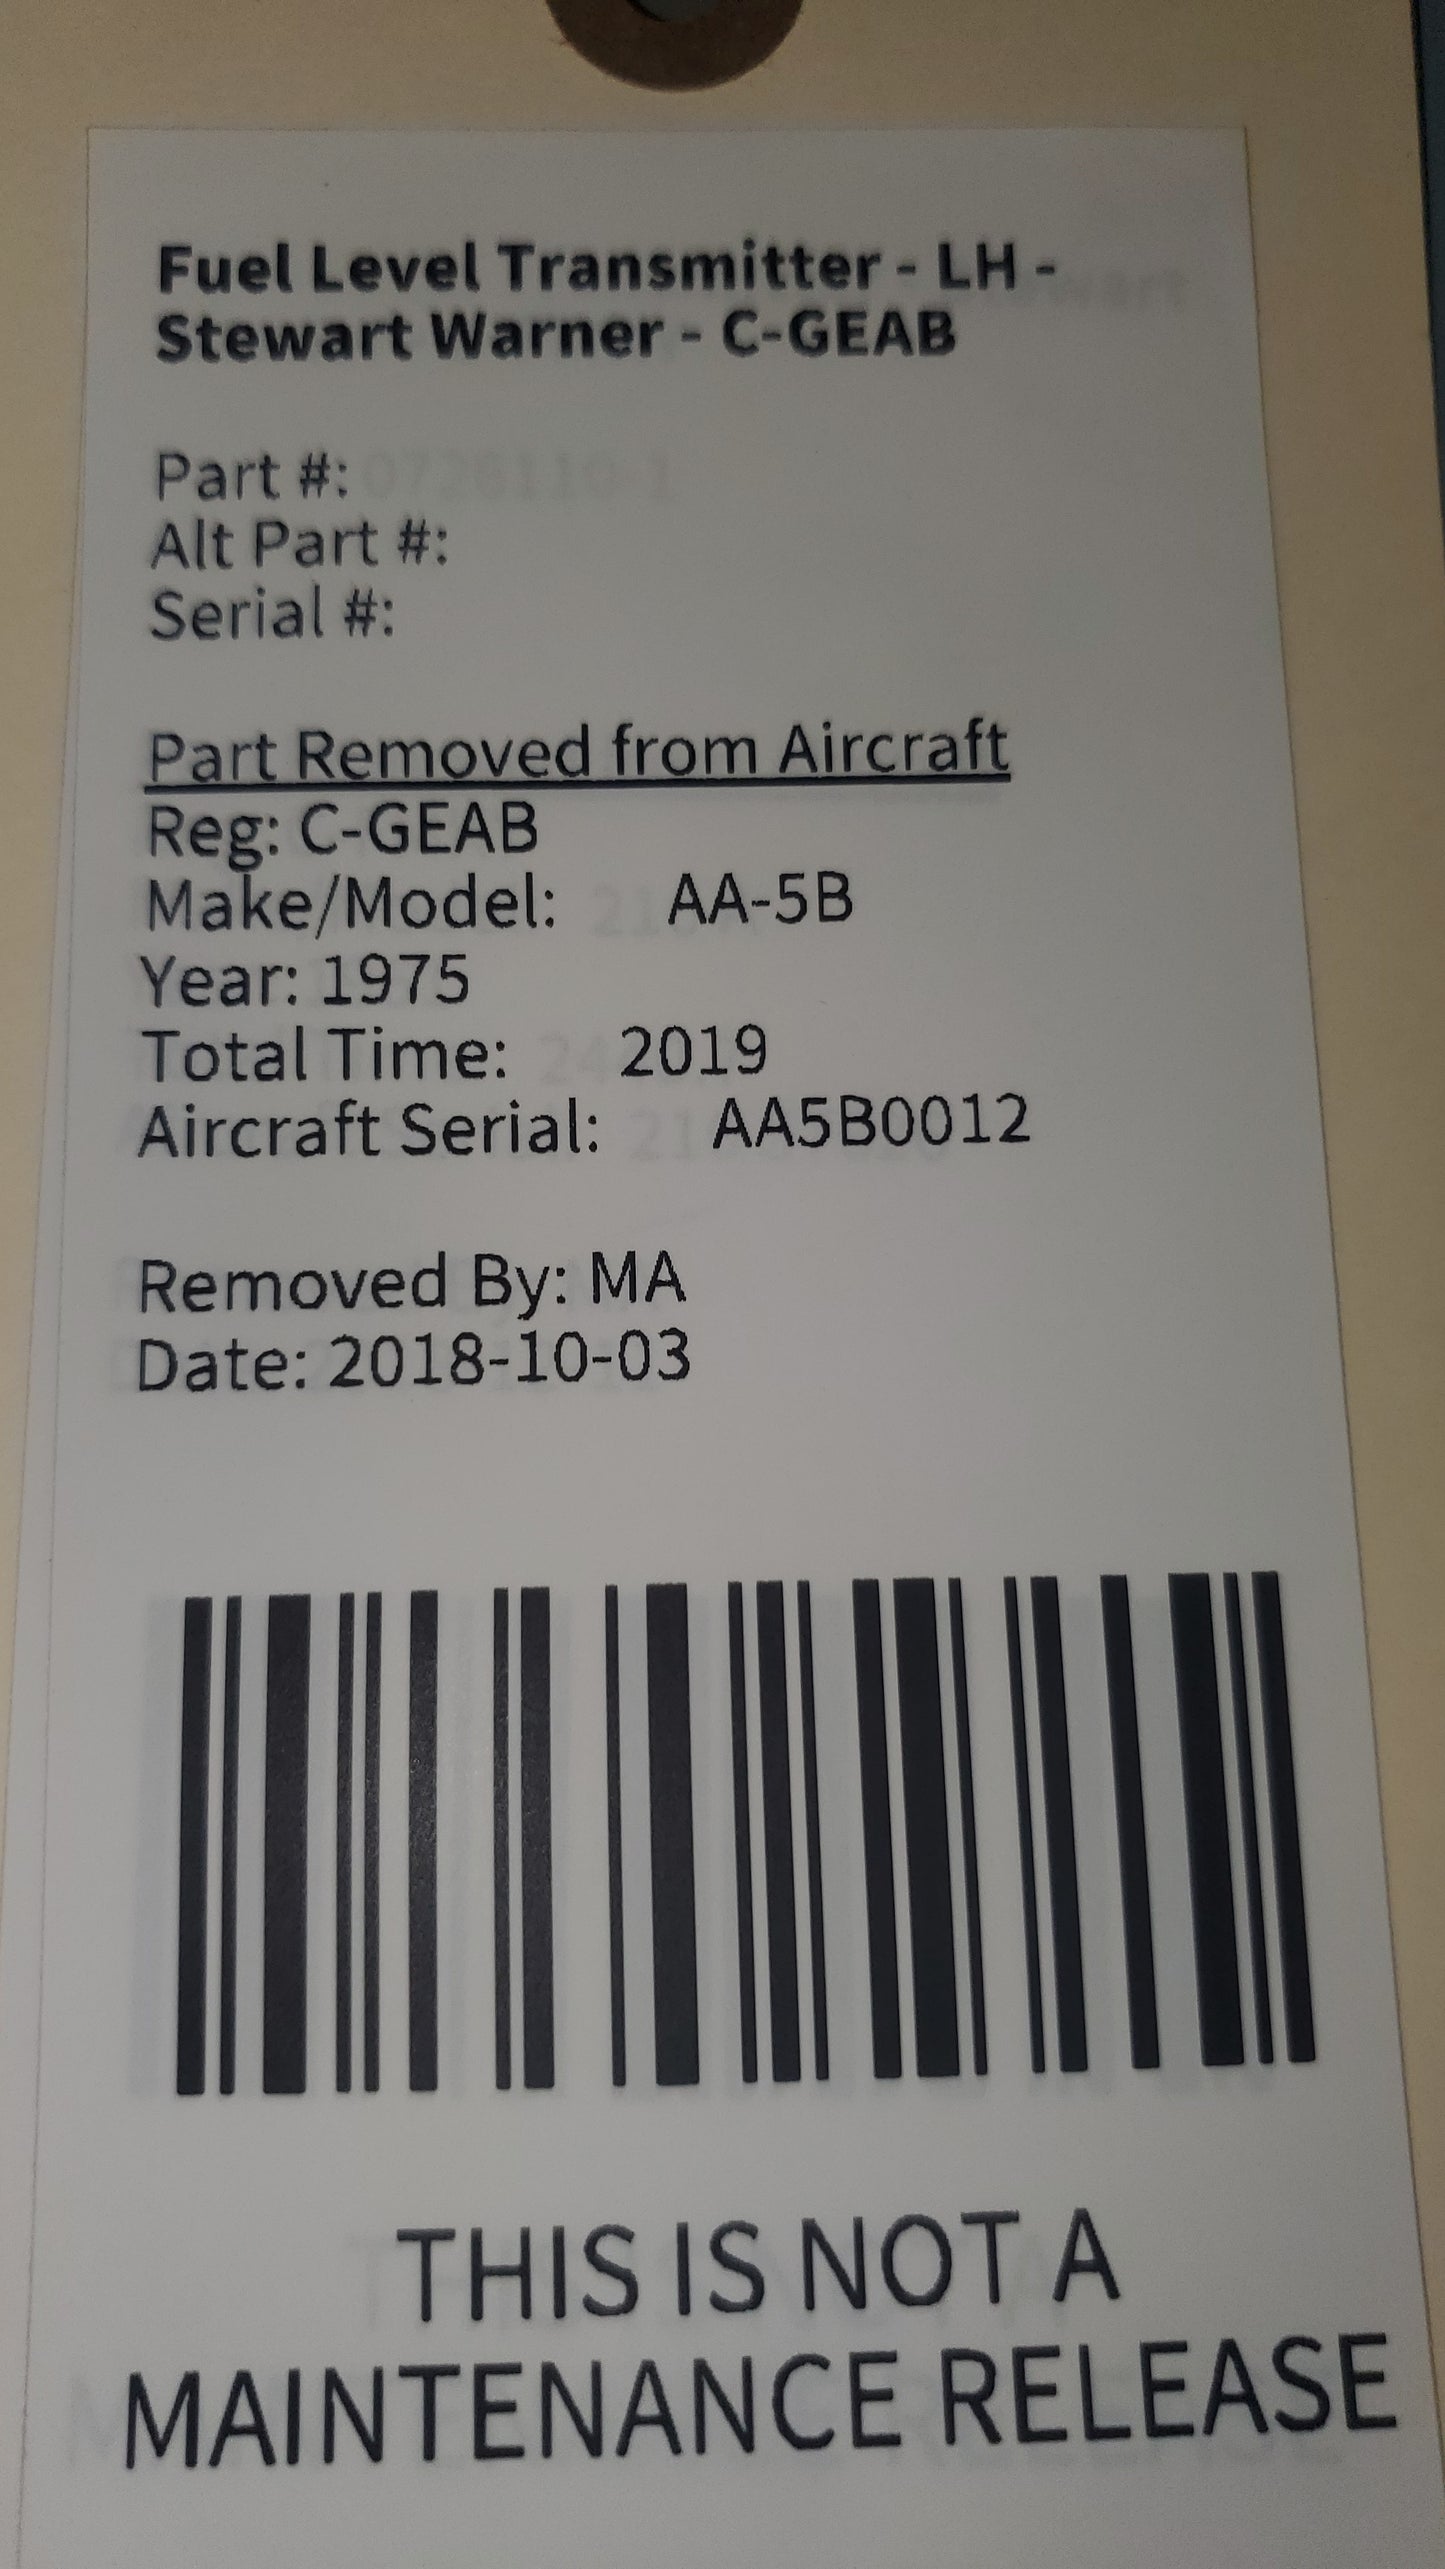 Fuel Level Transmitter - LH -
Stewart Warner - C-GEAB
Part #:
Alt Part #:
Serial #:
Part Removed from Aircraft
Reg: C-GEAB
Make/Model: AA-5B
Year: 1975
Total Time: 2019
Aircraft Serial: AA5B0012
Removed By: MA
Date: 2018-10-03
THIS IS NOT A
MAINTENANCE RELEASE